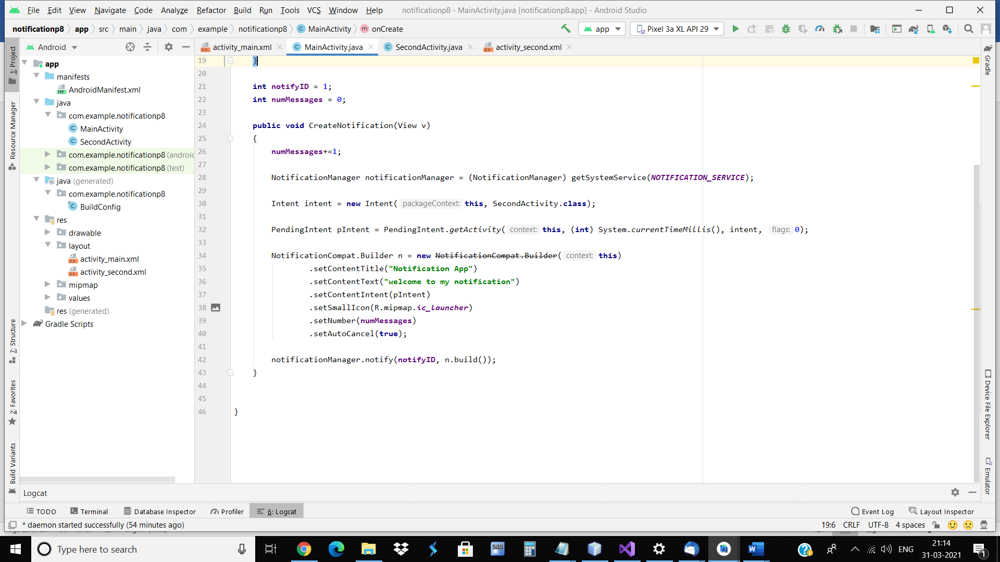 File Edit View Navigate Code Analyze Refactor Build Run Tools VCS Window Help notificationp8 - MainActivity.java [notificationp8.app] - Android Studio
notificationp8 app src main java com example notificationp8 MainActivity onCreate app Pixel 3a XL API 29
Android activity_main.xml MainActivity.java SecondActivity.java activity_second.xml
1: Project
Resource Manager
7: Structure
2: Favorites
Build Variants
app
manifests
AndroidManifest.xml
java
com.example.notificationp8
MainActivity
SecondActivity
com.example.notificationp8 (androic
com.example.notificationp8 (test)
java (generated)
com.example.notificationp8
BuildConfig
res
drawable
layout
activity_main.xml
activity_second.xml
mipmap
values
res (generated)
Gradle Scripts
19 }
20
21 int notifyID = 1;
22 int numMessages = 0;
23
24 public void CreateNotification(View v)
25 {
26 numMessages+=1;
27
28 NotificationManager notificationManager = (NotificationManager) getSystemService(NOTIFICATION_SERVICE);
29
30 Intent intent = new Intent( packageContext: this, SecondActivity.class);
31
32 PendingIntent pIntent = PendingIntent.getActivity( context: this, (int) System.currentTimeMillis(), intent, flags: 0);
33
34 NotificationCompat.Builder n = new NotificationCompat.Builder( context: this)
35 .setContentTitle("Notification App")
36 .setContentText("welcome to my notification")
37 .setContentIntent(pIntent)
38 .setSmallIcon(R.mipmap.ic_launcher)
39 .setNumber(numMessages)
40 .setAutoCancel(true);
41
42 notificationManager.notify(notifyID, n.build());
43 }
44
45
46 }
Gradle
Device File Explorer
Emulator
Logcat
TODO Terminal Database Inspector Profiler 6: Logcat Event Log Layout Inspector
* daemon started successfully (54 minutes ago) 19:6 CRLF UTF-8 4 spaces
Type here to search sas ENG 21:14
31-03-2021 1